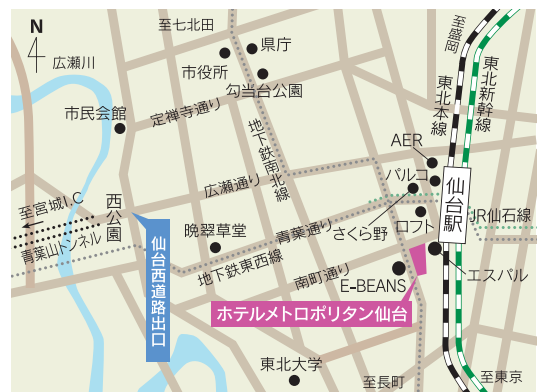 N
至七北田
至盛岡
広瀬川
県庁
市役所
勾当台公園
東北新幹線
東北本線
市民会館
定禅寺通り
地下鉄南北線
AER
パルコ
広瀬通り
仙台駅
至宮城I.C
西公園
青葉山トンネル
仙台西道路出口
晩翠草堂
青葉通り
さくら野
ロフト
JR仙石線
地下鉄東西線
南町通り
エスパル
E-BEANS
ホテルメトロポリタン仙台
東北大学
至長町
至東京